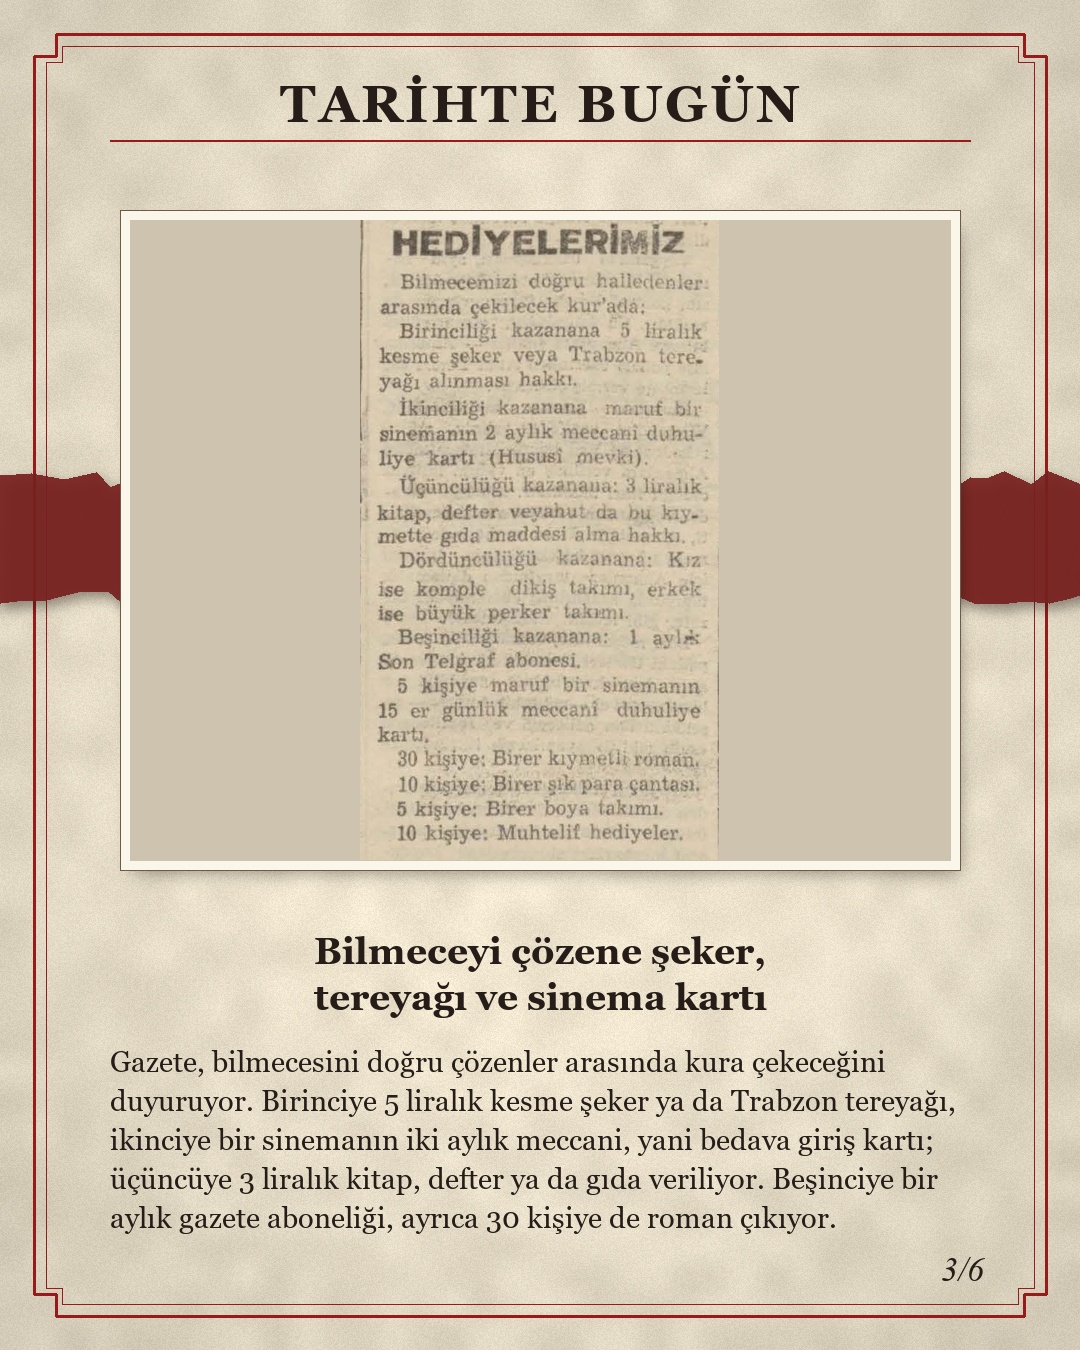 TARİHTE BUGÜN
HEDİYELERİMİZ
Bilmecemizi doğru halledenler
arasında çekilecek kur'ada:
Birinciliği kazanana 5 liralık
kesme şeker veya Trabzon tere-
yağı alınması hakkı.
İkinciliği kazanana maruf bir
sinemanın 2 aylık meccani duhu-
liye kartı (Hususî mevki).
Üçüncülüğü kazanana: 3 liralık
kitap, defter veyahut da bu kıy-
mette gıda maddesi alma hakkı.
Dördüncülüğü kazanana: Kız
ise komple dikiş takımı, erkek
ise büyük perker takımı.
Beşinciliği kazanana: 1 aylık
Son Telgraf abonesi.
5 kişiye maruf bir sinemanın
15 er günlük meccanî duhuliye
kartı.
30 kişiye: Birer kıymetli roman.
10 kişiye: Birer şık para çantası.
5 kişiye: Birer boya takımı.
10 kişiye: Muhtelif hediyeler.
Bilmeceyi çözene şeker,
tereyağı ve sinema kartı
Gazete, bilmecesini doğru çözenler arasında kura çekeceğini
duyuruyor. Birinciye 5 liralık kesme şeker ya da Trabzon tereyağı,
ikinciye bir sinemanın iki aylık meccani, yani bedava giriş kartı;
üçüncüye 3 liralık kitap, defter ya da gıda veriliyor. Beşinciye bir
aylık gazete aboneliği, ayrıca 30 kişiye de roman çıkıyor.
3/6